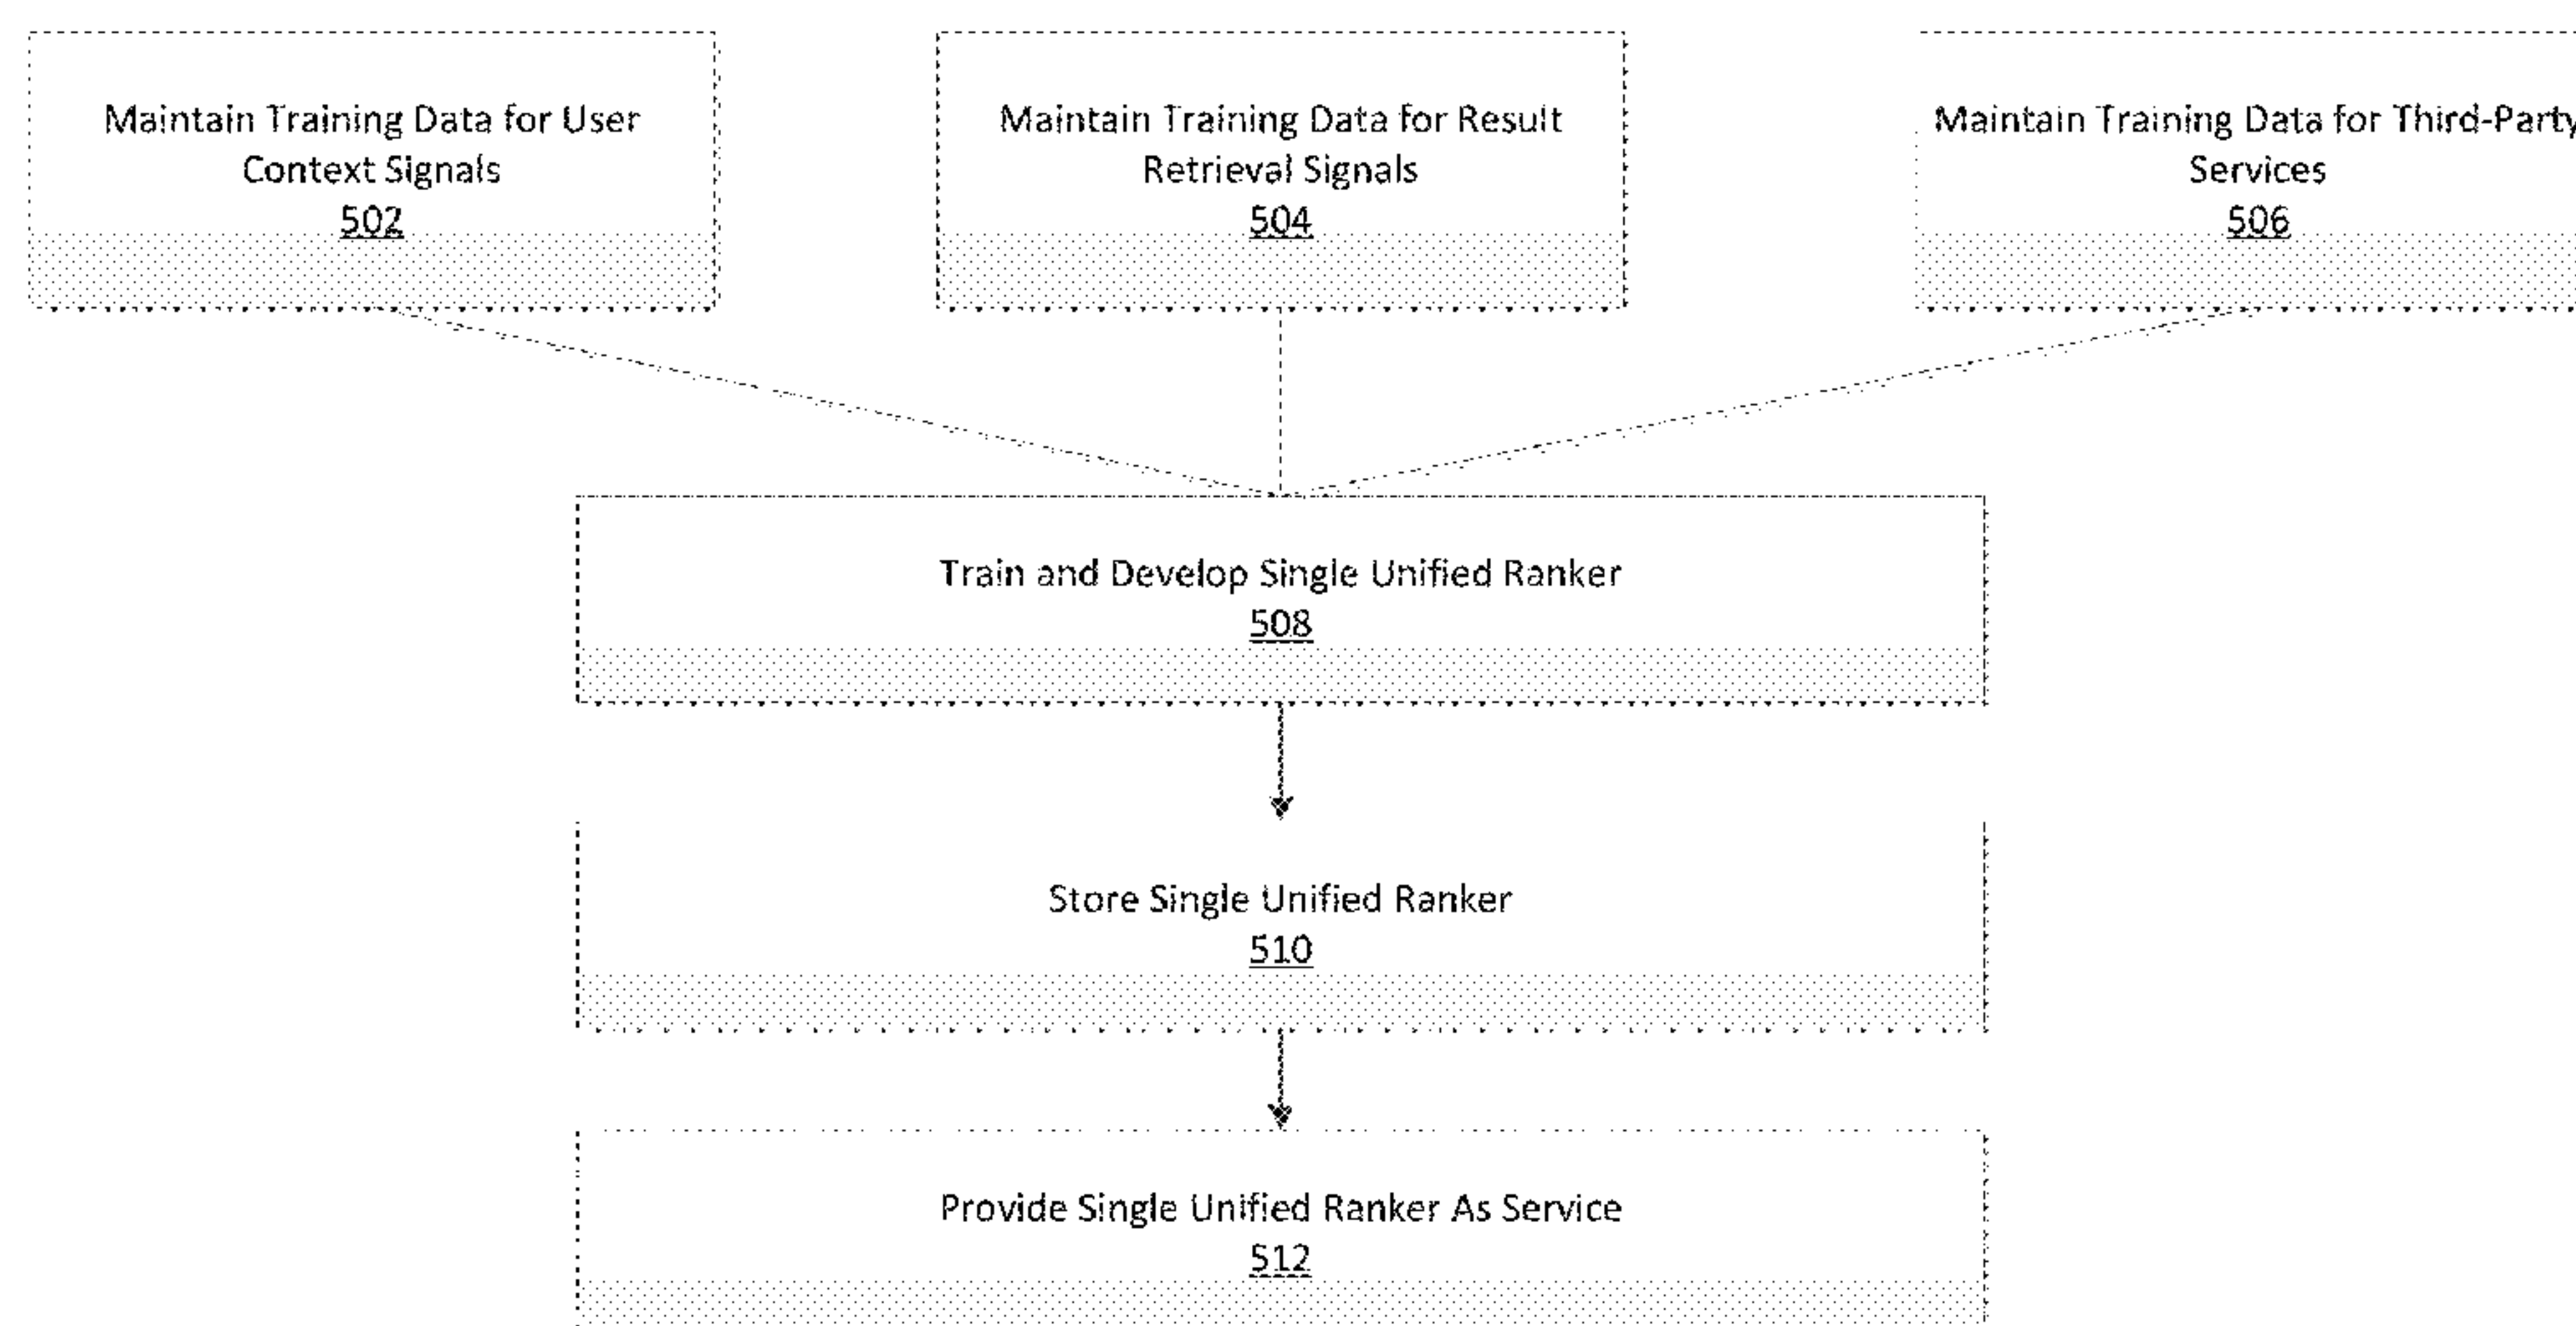 Maintain Training Data for User
Context Signals
502
Maintain Training Data for Result
Retrieval Signals
504
Maintain Training Data for Third-Party
Services
506
Train and Develop Single Unified Ranker
508
Store Single Unified Ranker
510
Provide Single Unified Ranker As Service
512